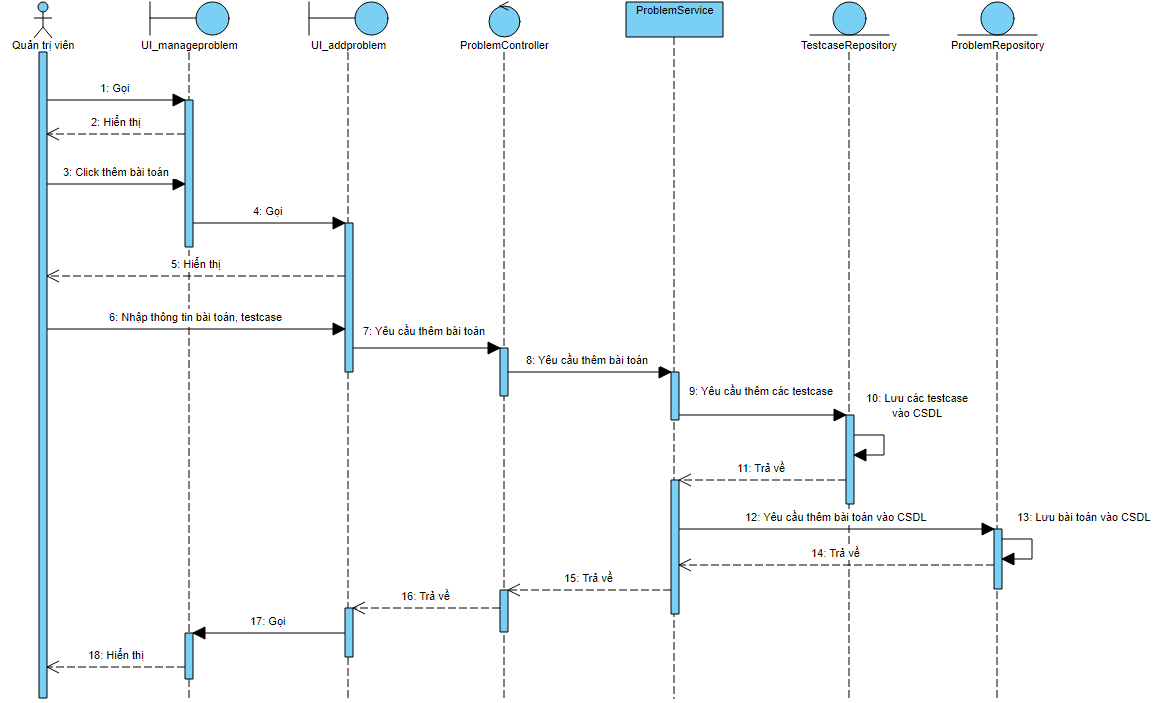 Quản trị viên
UI_manageproblem
UI_addproblem
ProblemController
ProblemService
TestcaseRepository
ProblemRepository
1: Gọi
2: Hiển thị
3: Click thêm bài toán
4: Gọi
5: Hiển thị
6: Nhập thông tin bài toán, testcase
7: Yêu cầu thêm bài toán
8: Yêu cầu thêm bài toán
9: Yêu cầu thêm các testcase
10: Lưu các testcase
vào CSDL
11: Trả về
12: Yêu cầu thêm bài toán vào CSDL
13: Lưu bài toán vào CSDL
14: Trả về
15: Trả về
16: Trả về
17: Gọi
18: Hiển thị